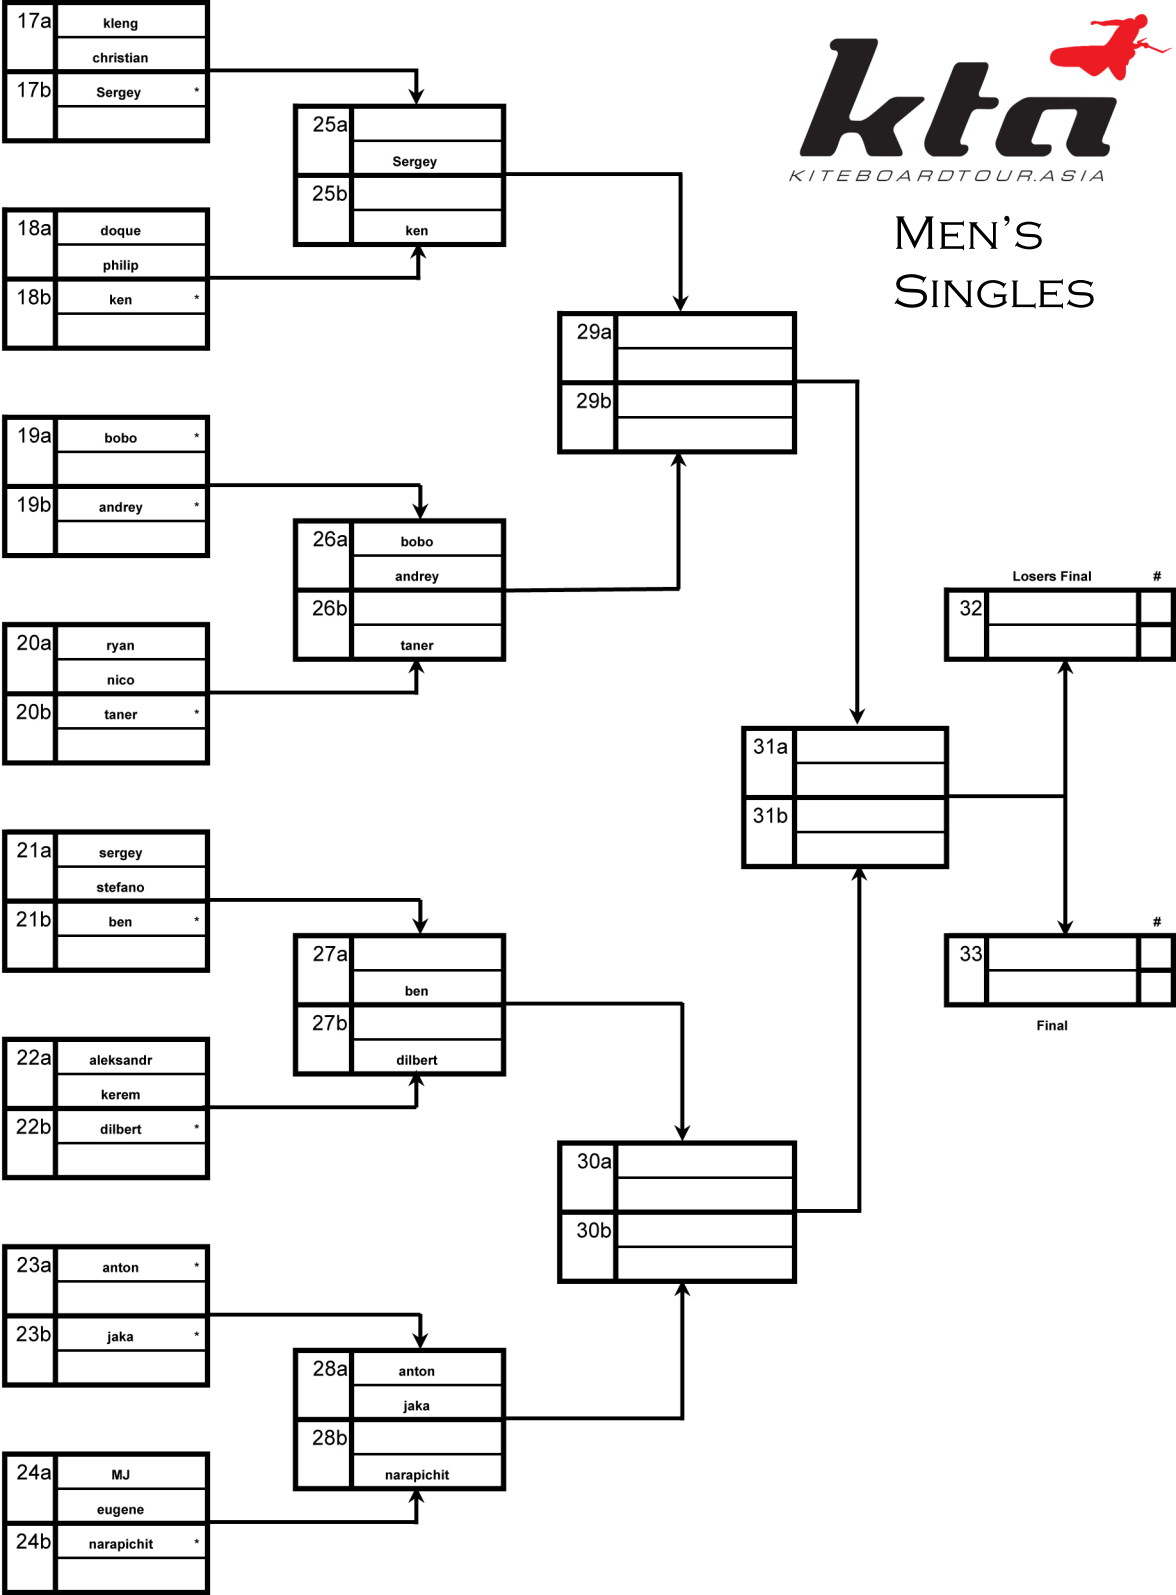 17a kleng
christian
17b Sergey *
25a
Sergey
25b
ken
18a doque
philip
18b ken *
kta
KITEBOARDTOUR.ASIA
MEN'S
SINGLES
29a
29b
19a bobo *
19b andrey *
26a bobo
andrey
26b
taner
20a ryan
nico
20b taner *
Losers Final #
32
31a
31b
21a sergey
stefano
21b ben *
27a
ben
27b
dilbert
#
33
Final
22a aleksandr
kerem
22b dilbert *
30a
30b
23a anton *
23b jaka *
28a anton
jaka
28b
narapichit
24a MJ
eugene
24b narapichit *